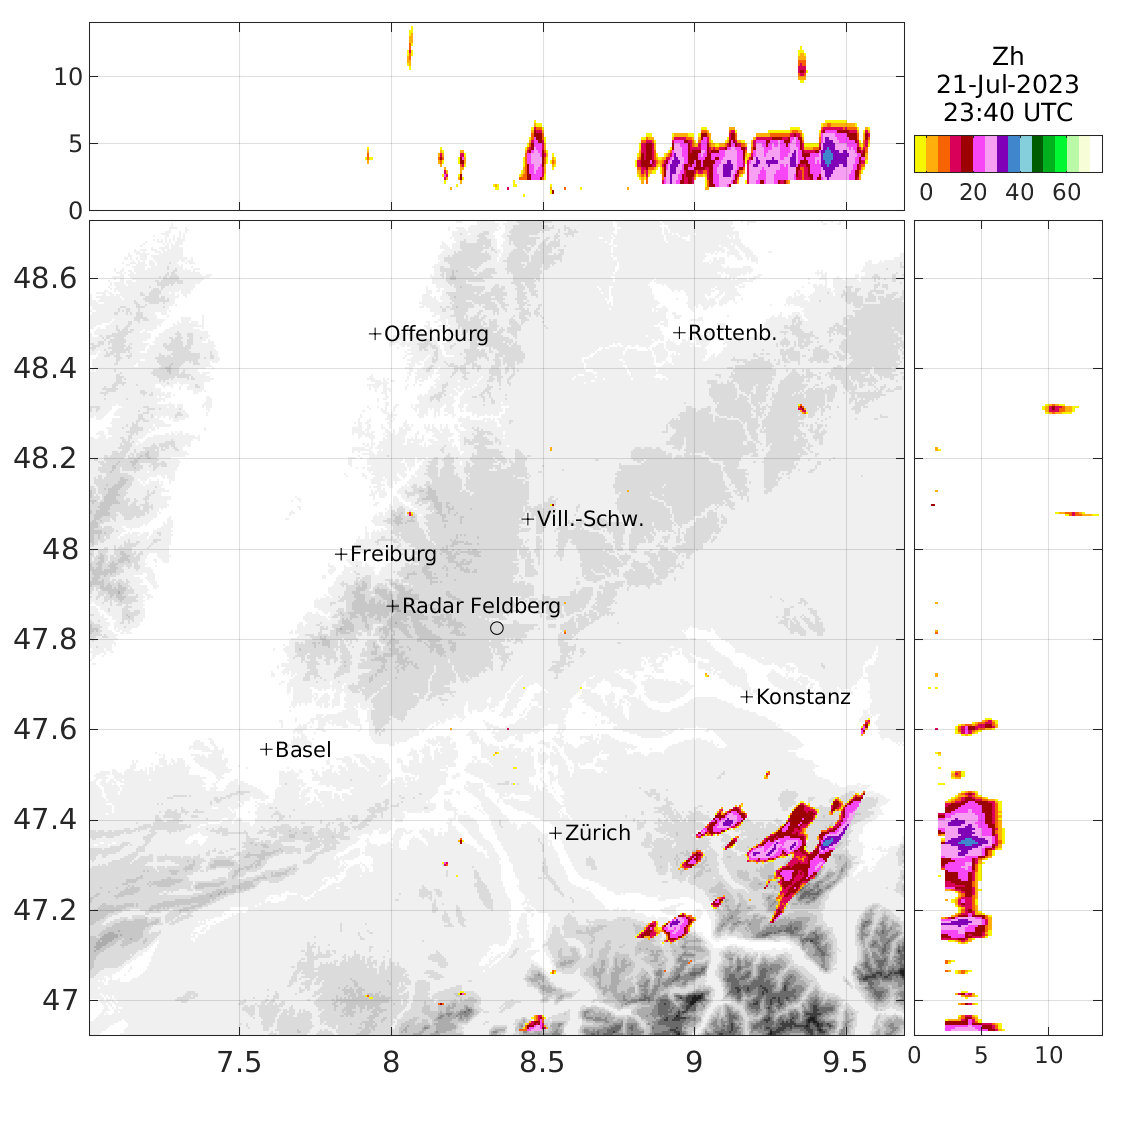 10
5
0
Zh
21-Jul-2023
23:40 UTC
0 20 40 60
48.6
48.4
48.2
48
47.8
47.6
47.4
47.2
47
+Offenburg
+Rottenb.
+Vill.-Schw.
+Freiburg
+Radar Feldberg
+Konstanz
+Basel
+Zürich
7.5 8 8.5 9 9.5
0 5 10